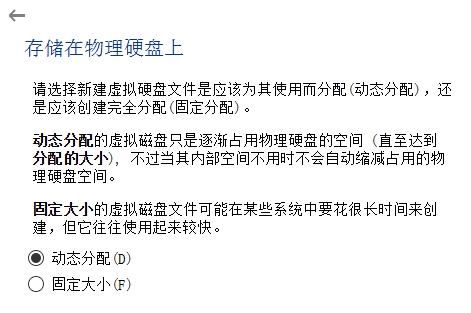 存储在物理硬盘上
请选择新建虚拟硬盘文件是应该为其使用而分配(动态分配)，还
是应该创建完全分配(固定分配)。
动态分配的虚拟磁盘只是逐渐占用物理硬盘的空间（直至达到
分配的大小)，不过当其内部空间不用时不会自动缩减占用的物
理硬盘空间。
固定大小的虚拟磁盘文件可能在某些系统中要花很长时间来创
建，但它往往使用起来较快。
动态分配(D)
固定大小(F)